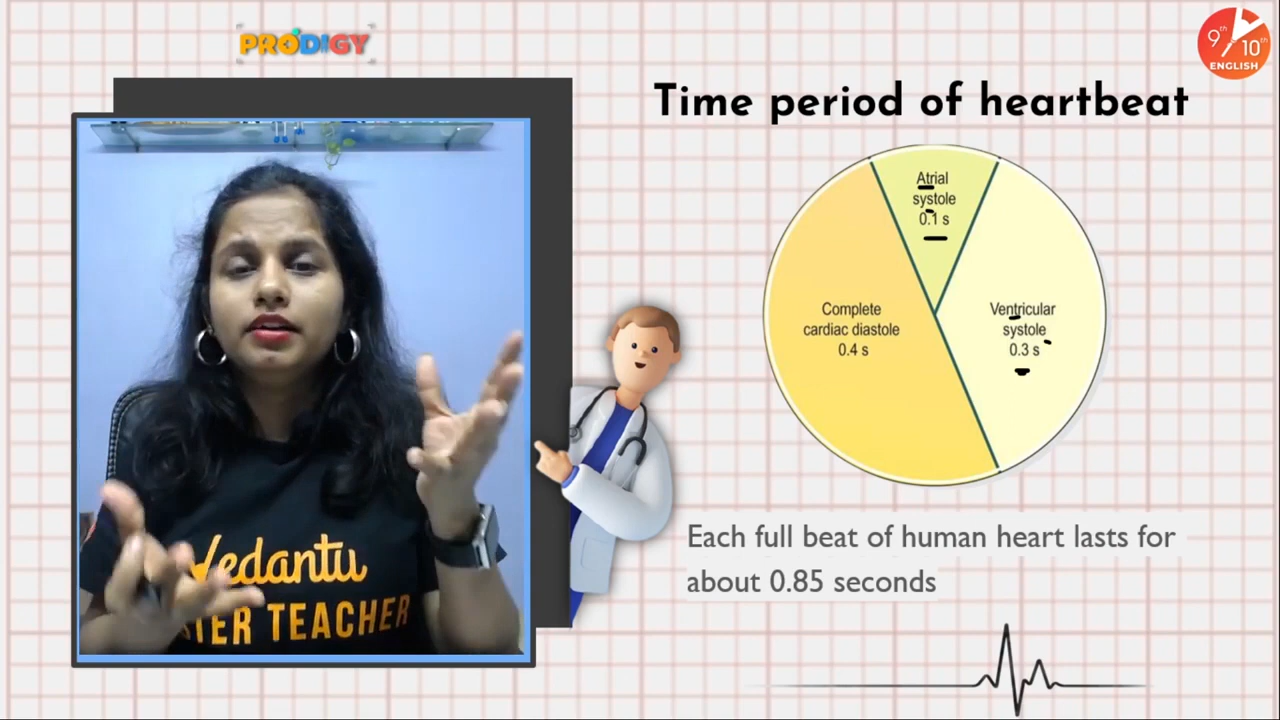 PRODIGY
9th
10th
ENGLISH
Time period of heartbeat
Atrial
systole
0.1 s
Complete
cardiac diastole
0.4 s
Ventricular
systole
0.3 s
Each full beat of human heart lasts for
about 0.85 seconds
Vedantu
TEACHER